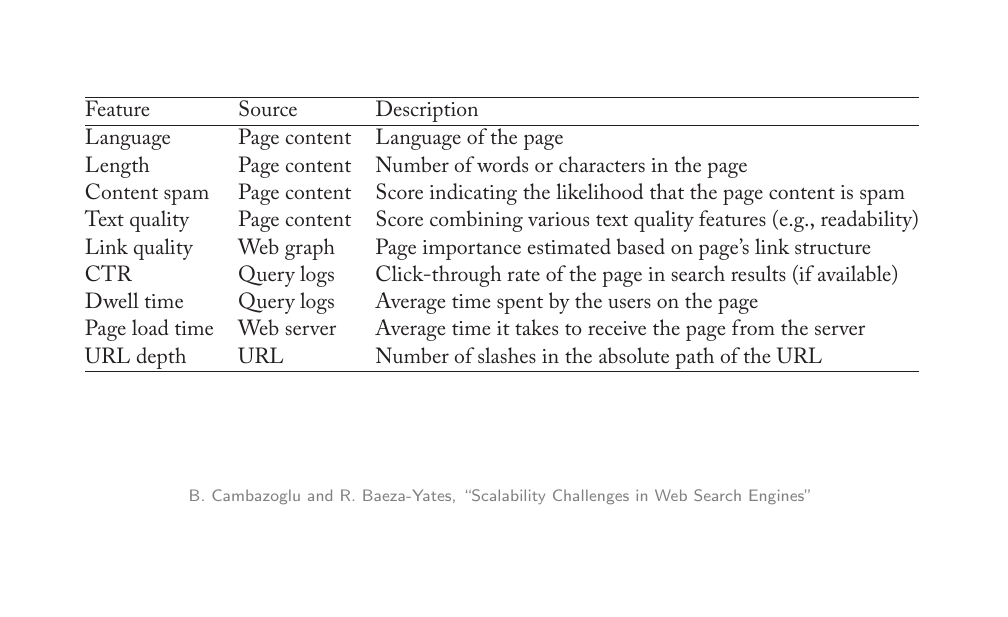 Feature Source Description
Language Page content Language of the page
Length Page content Number of words or characters in the page
Content spam Page content Score indicating the likelihood that the page content is spam
Text quality Page content Score combining various text quality features (e.g., readability)
Link quality Web graph Page importance estimated based on page’s link structure
CTR Query logs Click-through rate of the page in search results (if available)
Dwell time Query logs Average time spent by the users on the page
Page load time Web server Average time it takes to receive the page from the server
URL depth URL Number of slashes in the absolute path of the URL
B. Cambazoglu and R. Baeza-Yates, “Scalability Challenges in Web Search Engines”